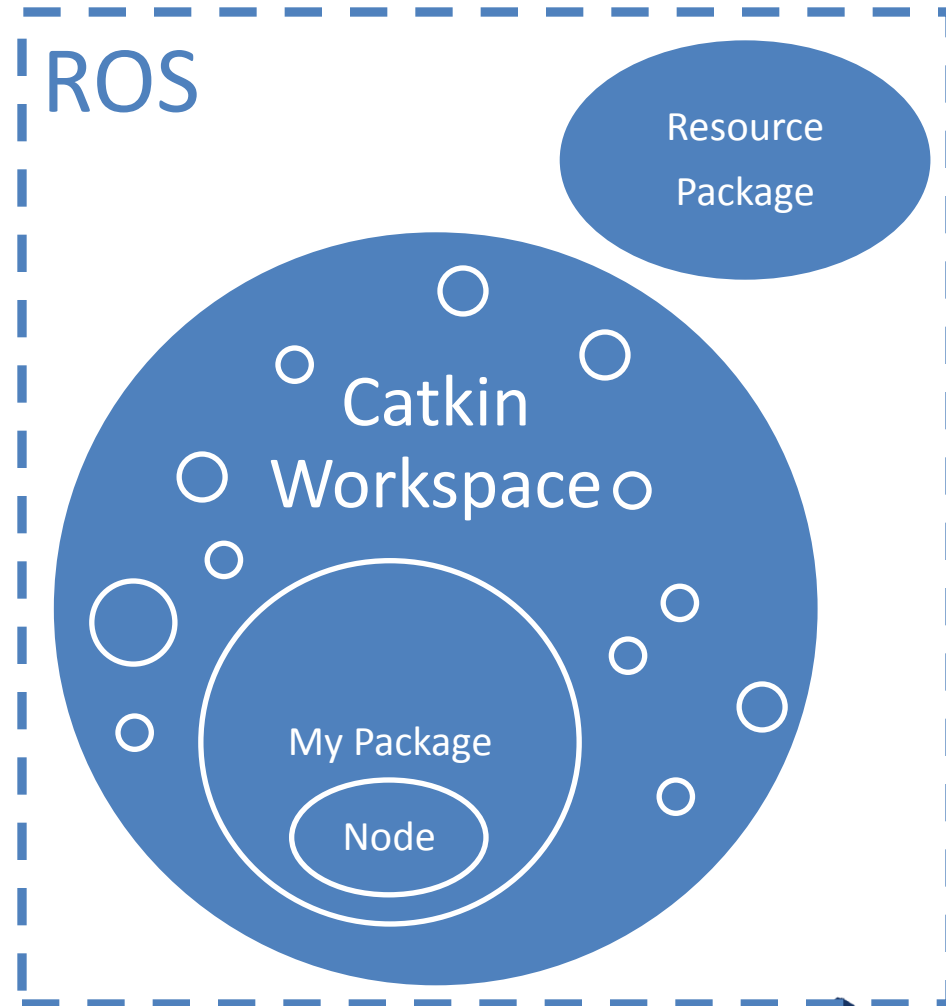 ROS
Resource
Package
Catkin
Workspace
My Package
Node